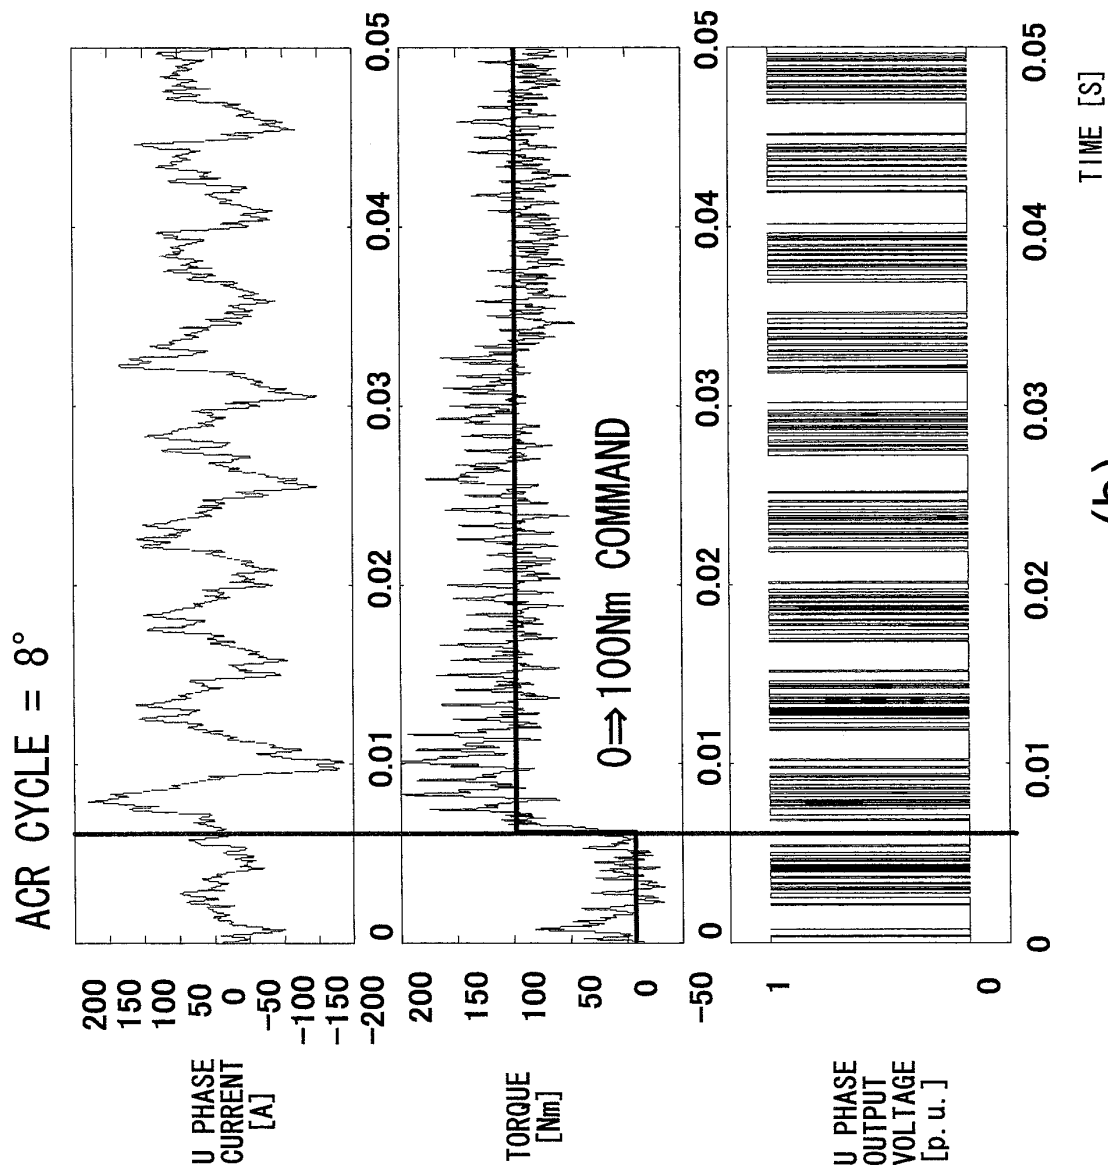 ACR CYCLE = 8°
U PHASE
CURRENT
[A]
200
150
100
50
0
-50
-100
-150
-200
0
0.01
0.02
0.03
0.04
0.05
TORQUE
[Nm]
200
150
100
50
0
-50
0⇒100Nm COMMAND
0
0.01
0.02
0.03
0.04
0.05
U PHASE
OUTPUT
VOLTAGE
[p.u.]
1
0
0
0.01
0.02
0.03
0.04
0.05
TIME [S]